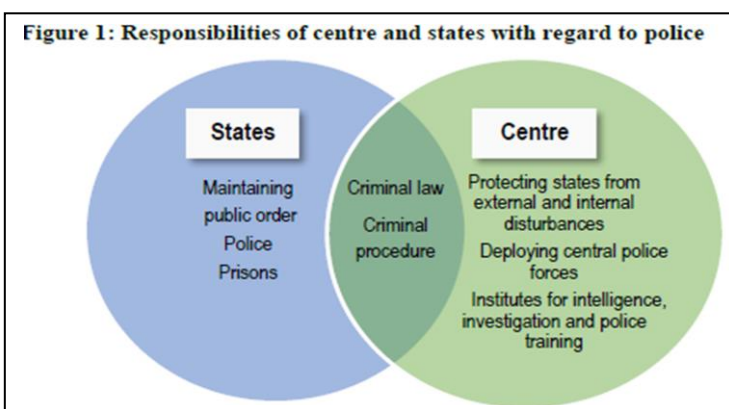 Figure 1: Responsibilities of centre and states with regard to police
States
Maintaining
public order
Police
Prisons
Criminal law
Criminal
procedure
Centre
Protecting states from
external and internal
disturbances
Deploying central police
forces
Institutes for intelligence,
investigation and police
training